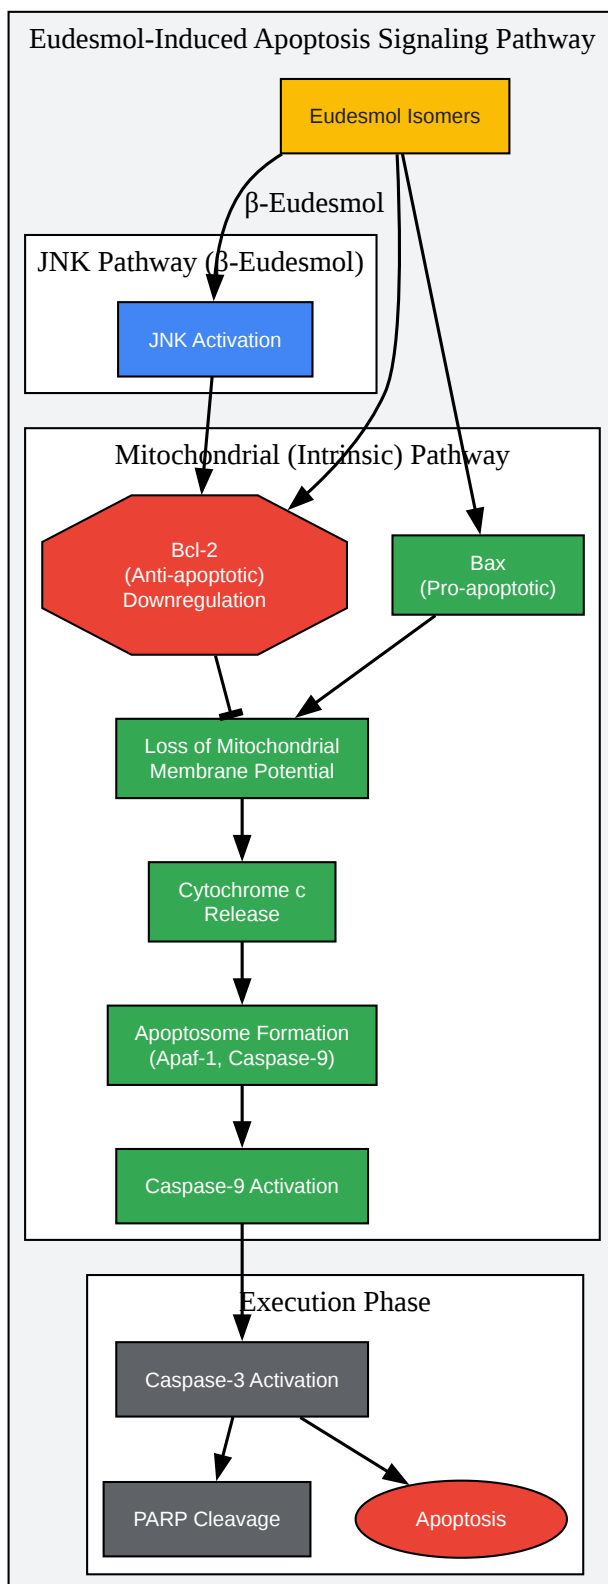 Eudesmol-Induced Apoptosis Signaling Pathway
Eudesmol Isomers
β-Eudesmol
JNK Pathway (β-Eudesmol)
JNK Activation
Mitochondrial (Intrinsic) Pathway
Bcl-2
(Anti-apoptotic)
Downregulation
Bax
(Pro-apoptotic)
Loss of Mitochondrial
Membrane Potential
Cytochrome c
Release
Apoptosome Formation
(Apaf-1, Caspase-9)
Caspase-9 Activation
Execution Phase
Caspase-3 Activation
PARP Cleavage
Apoptosis